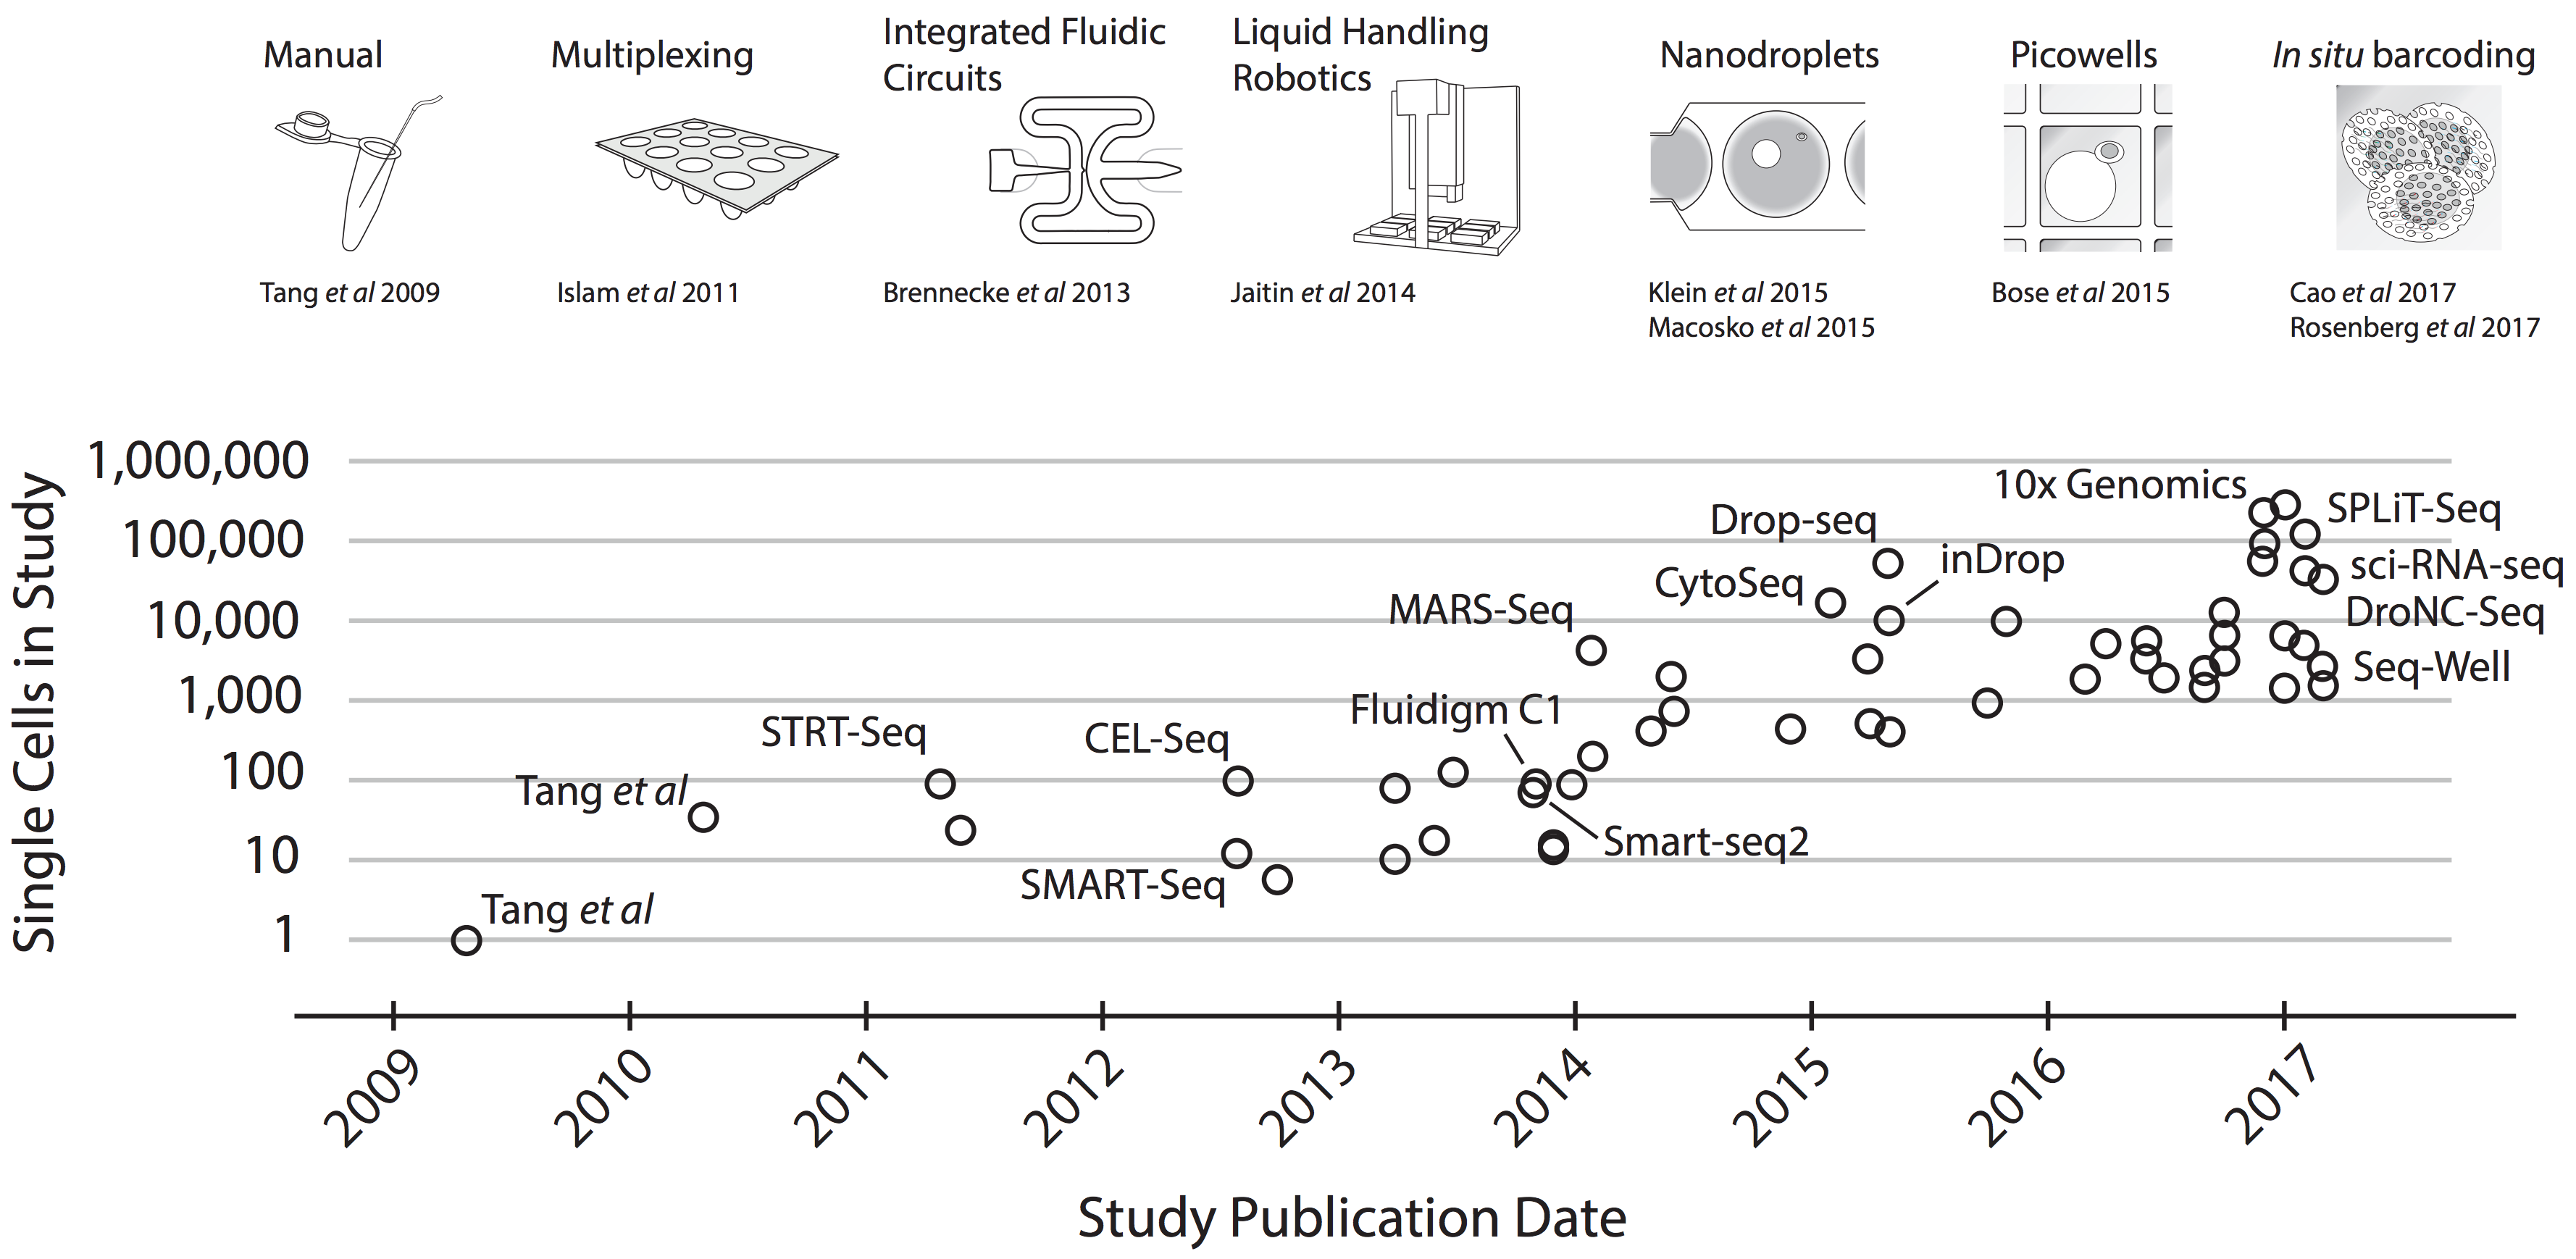 Manual
Multiplexing
Integrated Fluidic
Circuits
Liquid Handling
Robotics
Nanodroplets
Picowells
In situ barcoding
Tang et al 2009
Islam et al 2011
Brennecke et al 2013
Jaitin et al 2014
Klein et al 2015
Macosko et al 2015
Bose et al 2015
Cao et al 2017
Rosenberg et al 2017
Single Cells in Study
1,000,000
100,000
10,000
1,000
100
10
1
10x Genomics
SPLiT-Seq
Drop-seq
inDrop
sci-RNA-seq
CytoSeq
DroNC-Seq
MARS-Seq
Seq-Well
Fluidigm C1
STRT-Seq
CEL-Seq
Tang et al
Smart-seq2
SMART-Seq
Tang et al
2009
2010
2011
2012
2013
2014
2015
2016
2017
Study Publication Date